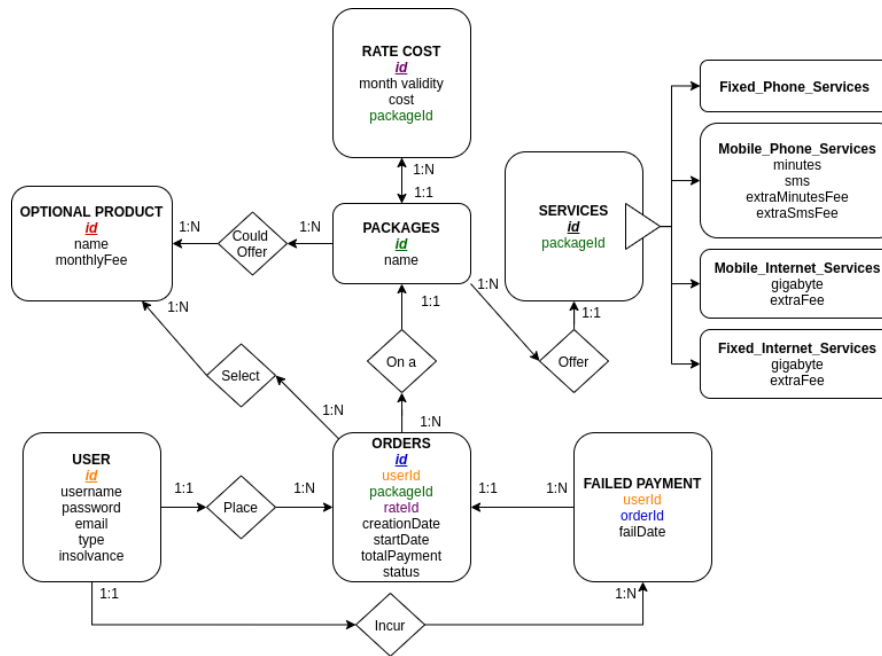 RATE COST
id
month validity
cost
packageId
1:N
1:1
Fixed_Phone_Services
Mobile_Phone_Services
minutes
sms
extraMinutesFee
extraSmsFee
Mobile_Internet_Services
gigabyte
extraFee
Fixed_Internet_Services
gigabyte
extraFee
SERVICES
id
packageId
OPTIONAL PRODUCT
id
name
monthlyFee
1:N
Could
Offer
1:N
PACKAGES
id
name
1:N
1:1
Offer
1:N
Select
1:N
1:1
On a
1:N
USER
id
username
password
email
type
insolvance
1:1
Place
1:N
ORDERS
id
userId
packageId
rateId
creationDate
startDate
totalPayment
status
1:1
1:N
FAILED PAYMENT
userId
orderId
failDate
1:1
Incur
1:N